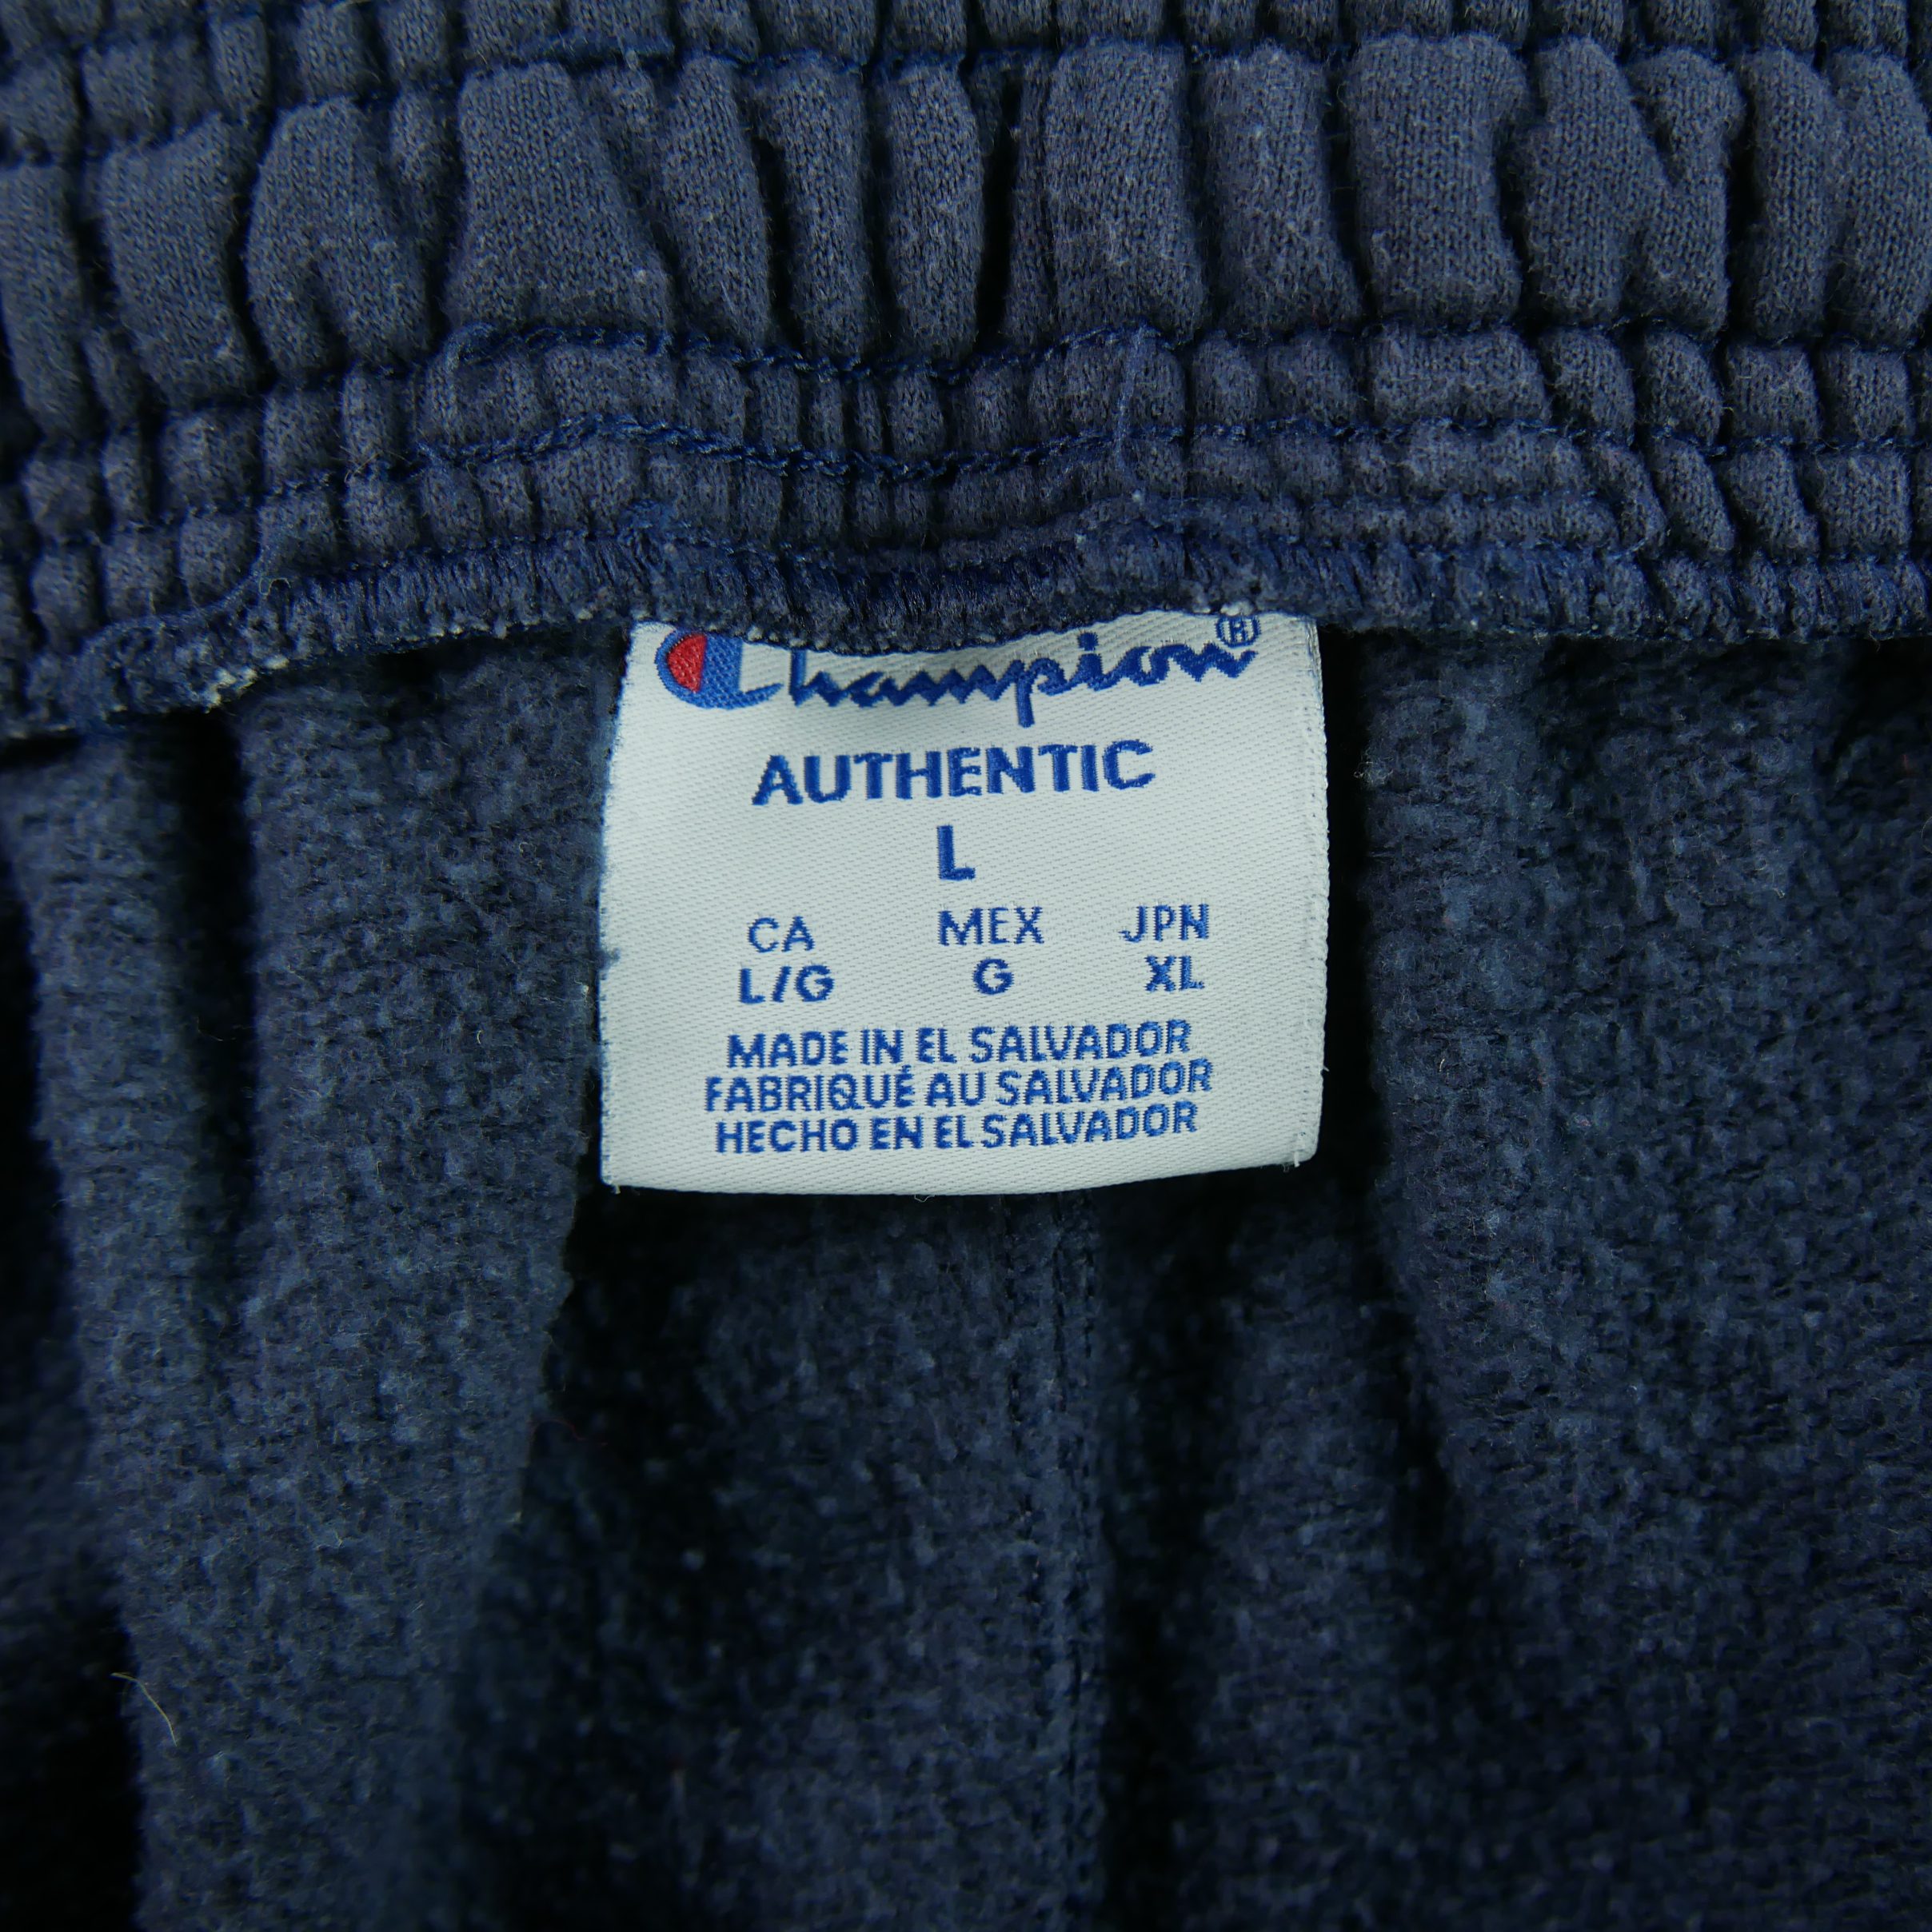 Champion®
AUTHENTIC
L
CA MEX JPN
L/G G XL
MADE IN EL SALVADOR
FABRIQUÉ AU SALVADOR
HECHO EN EL SALVADOR